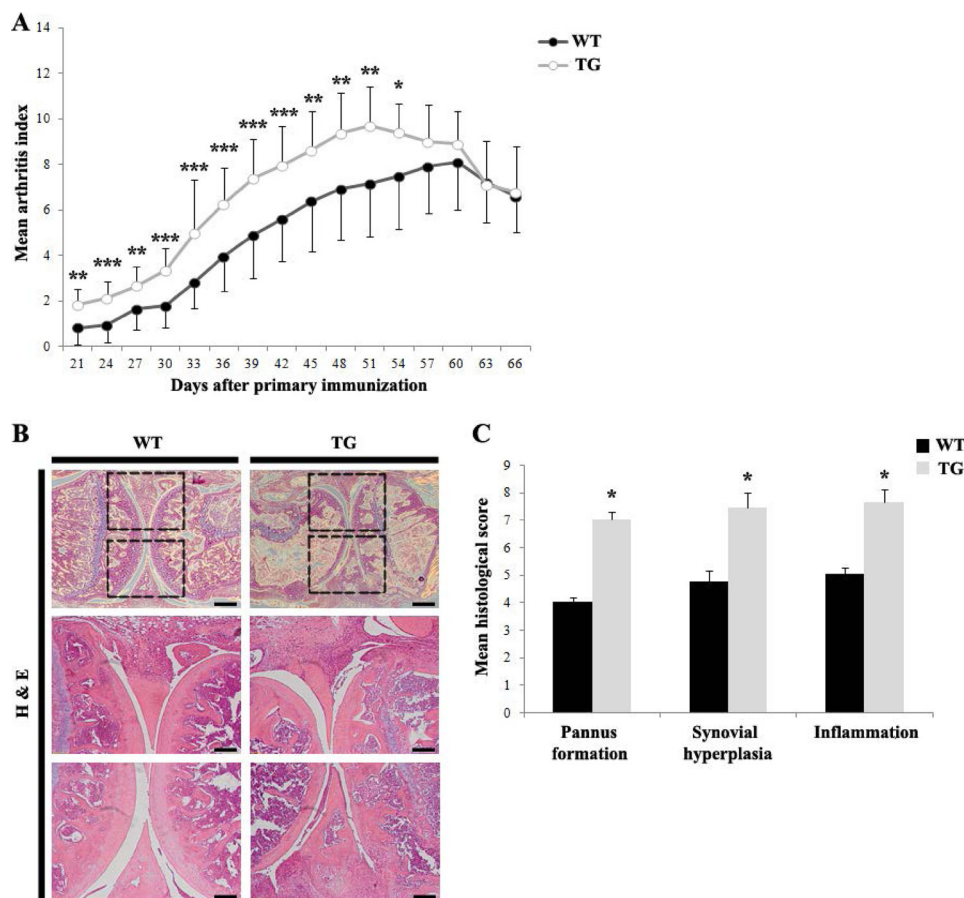 A
14
12
10
8
6
4
2
0
Mean arthritis index
** *** ** *** *** *** *** *** ** ** ** *
21 24 27 30 33 36 39 42 45 48 51 54 57 60 63 66
Days after primary immunization
WT
TG
B
WT TG
H & E
C
WT
TG
9
8
7
6
5
4
3
2
1
0
Mean histological score
* * *
Pannus
formation
Synovial
hyperplasia
Inflammation